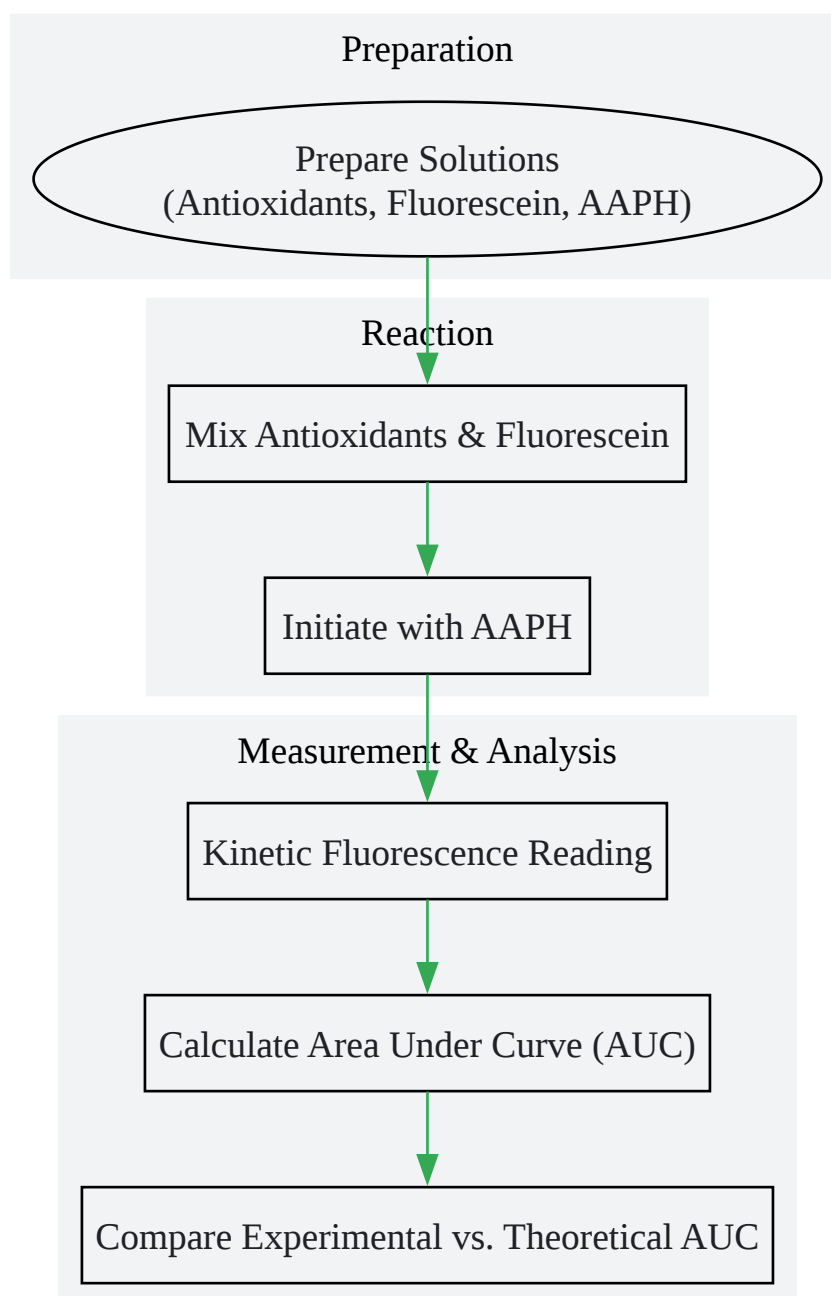 Preparation
Prepare Solutions
(Antioxidants, Fluorescein, AAPH)
Reaction
Mix Antioxidants & Fluorescein
Initiate with AAPH
Measurement & Analysis
Kinetic Fluorescence Reading
Calculate Area Under Curve (AUC)
Compare Experimental vs. Theoretical AUC